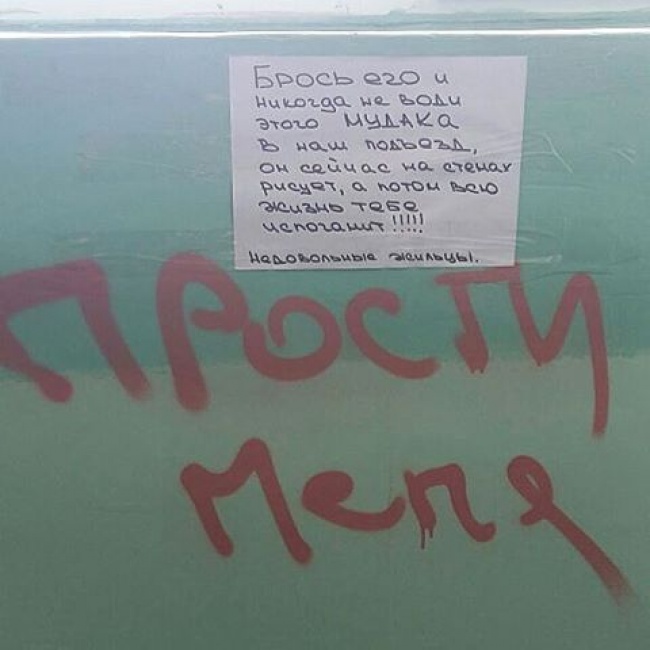 Брось его и
никогда не води
этого МУДАКА
в наш подъезд,
он сейчас на стенах
рисует, а потом всю
жизнь тебе
испоганит!!!!!
Недовольные жильцы.
ПРОСТИ
меня